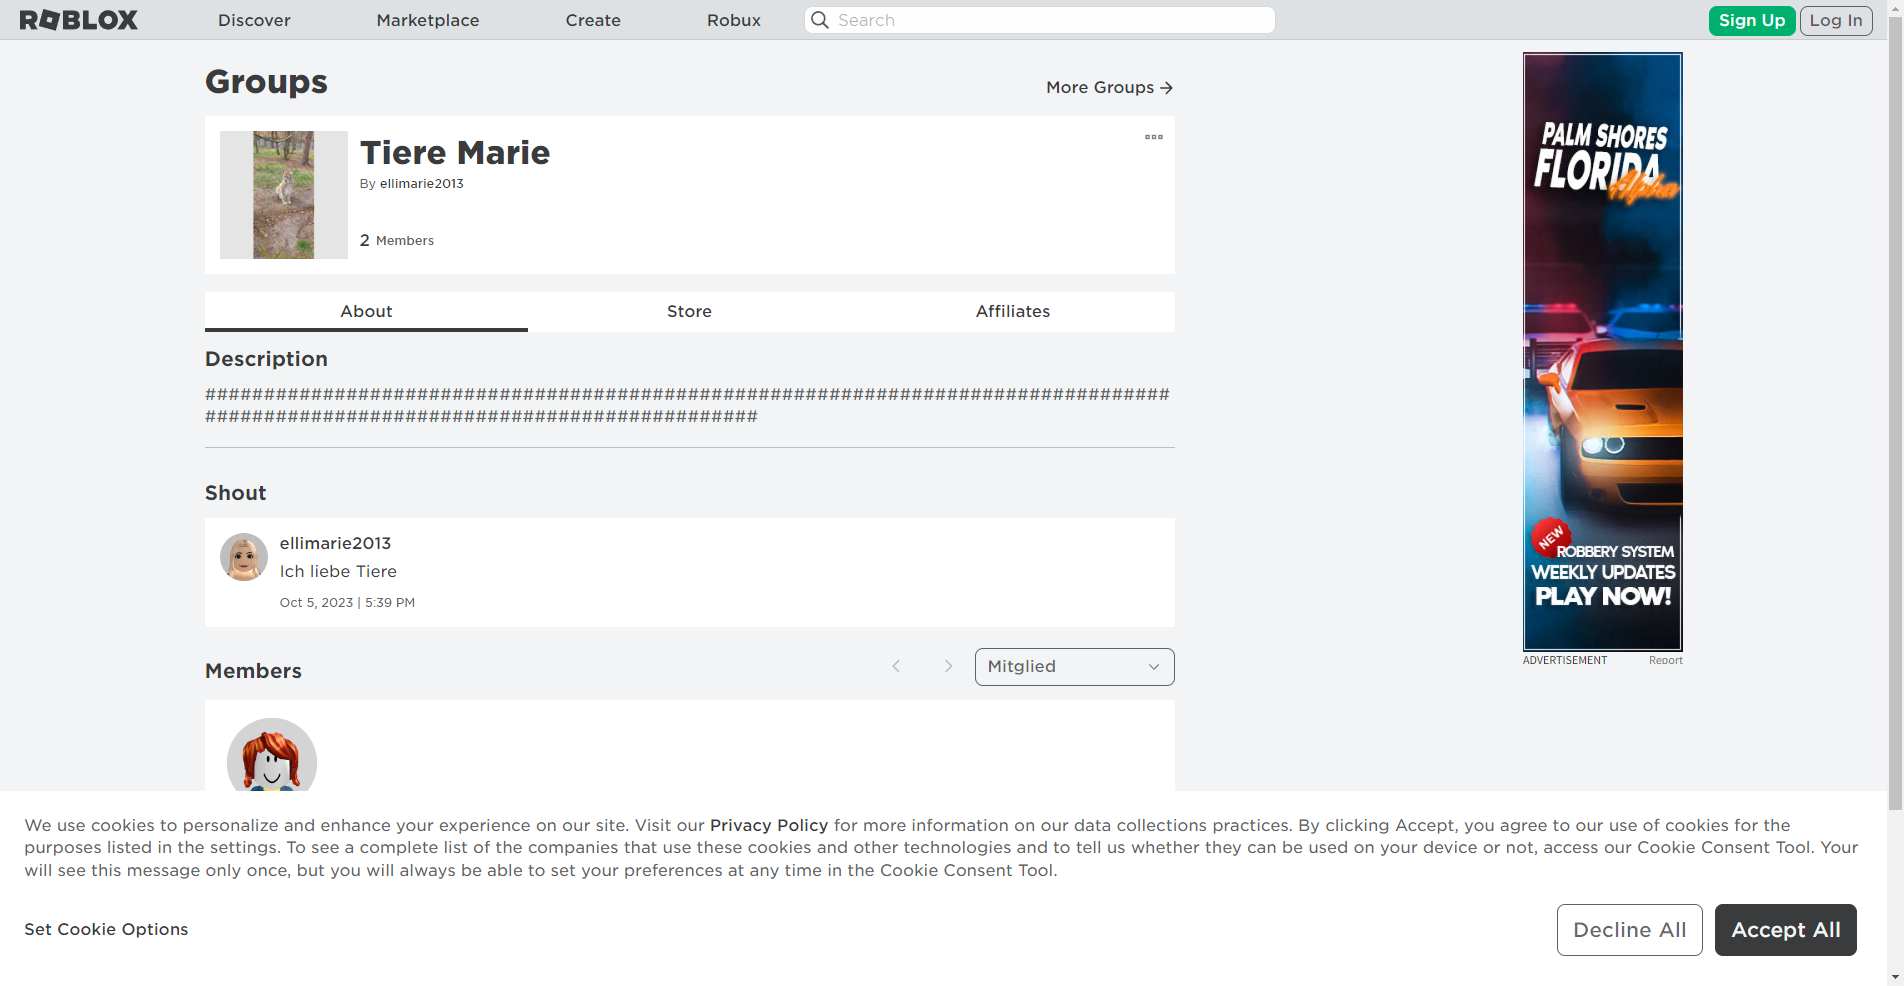 ROBLOX Discover Marketplace Create Robux Search Sign Up Log In
Groups
More Groups
Tiere Marie
By ellimarie2013
2 Members
About Store Affiliates
Description
##################################################################################
###############################################
Shout
ellimarie2013
Ich liebe Tiere
Oct 5, 2023 | 5:39 PM
Members
Mitglied
PALM SHORES
FLORIDA
Alpha
NEW
ROBBERY SYSTEM
WEEKLY UPDATES
PLAY NOW!
ADVERTISEMENT Report
We use cookies to personalize and enhance your experience on our site. Visit our Privacy Policy for more information on our data collections practices. By clicking Accept, you agree to our use of cookies for the
purposes listed in the settings. To see a complete list of the companies that use these cookies and other technologies and to tell us whether they can be used on your device or not, access our Cookie Consent Tool. Your
will see this message only once, but you will always be able to set your preferences at any time in the Cookie Consent Tool.
Set Cookie Options
Decline All
Accept All